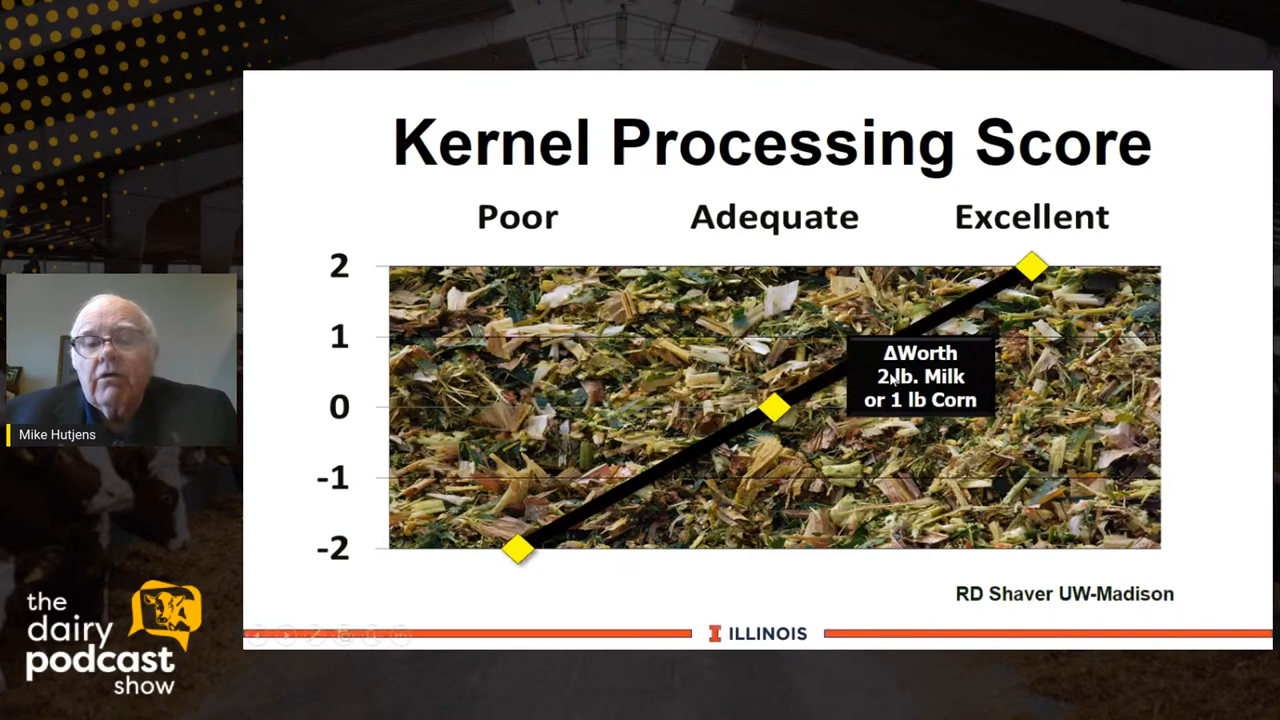 Kernel Processing Score
Poor Adequate Excellent
2
1
0
-1
-2
ΔWorth
2 lb. Milk
or 1 lb Corn
RD Shaver UW-Madison
I ILLINOIS
Mike Hutjens
the
dairy
podcast
show